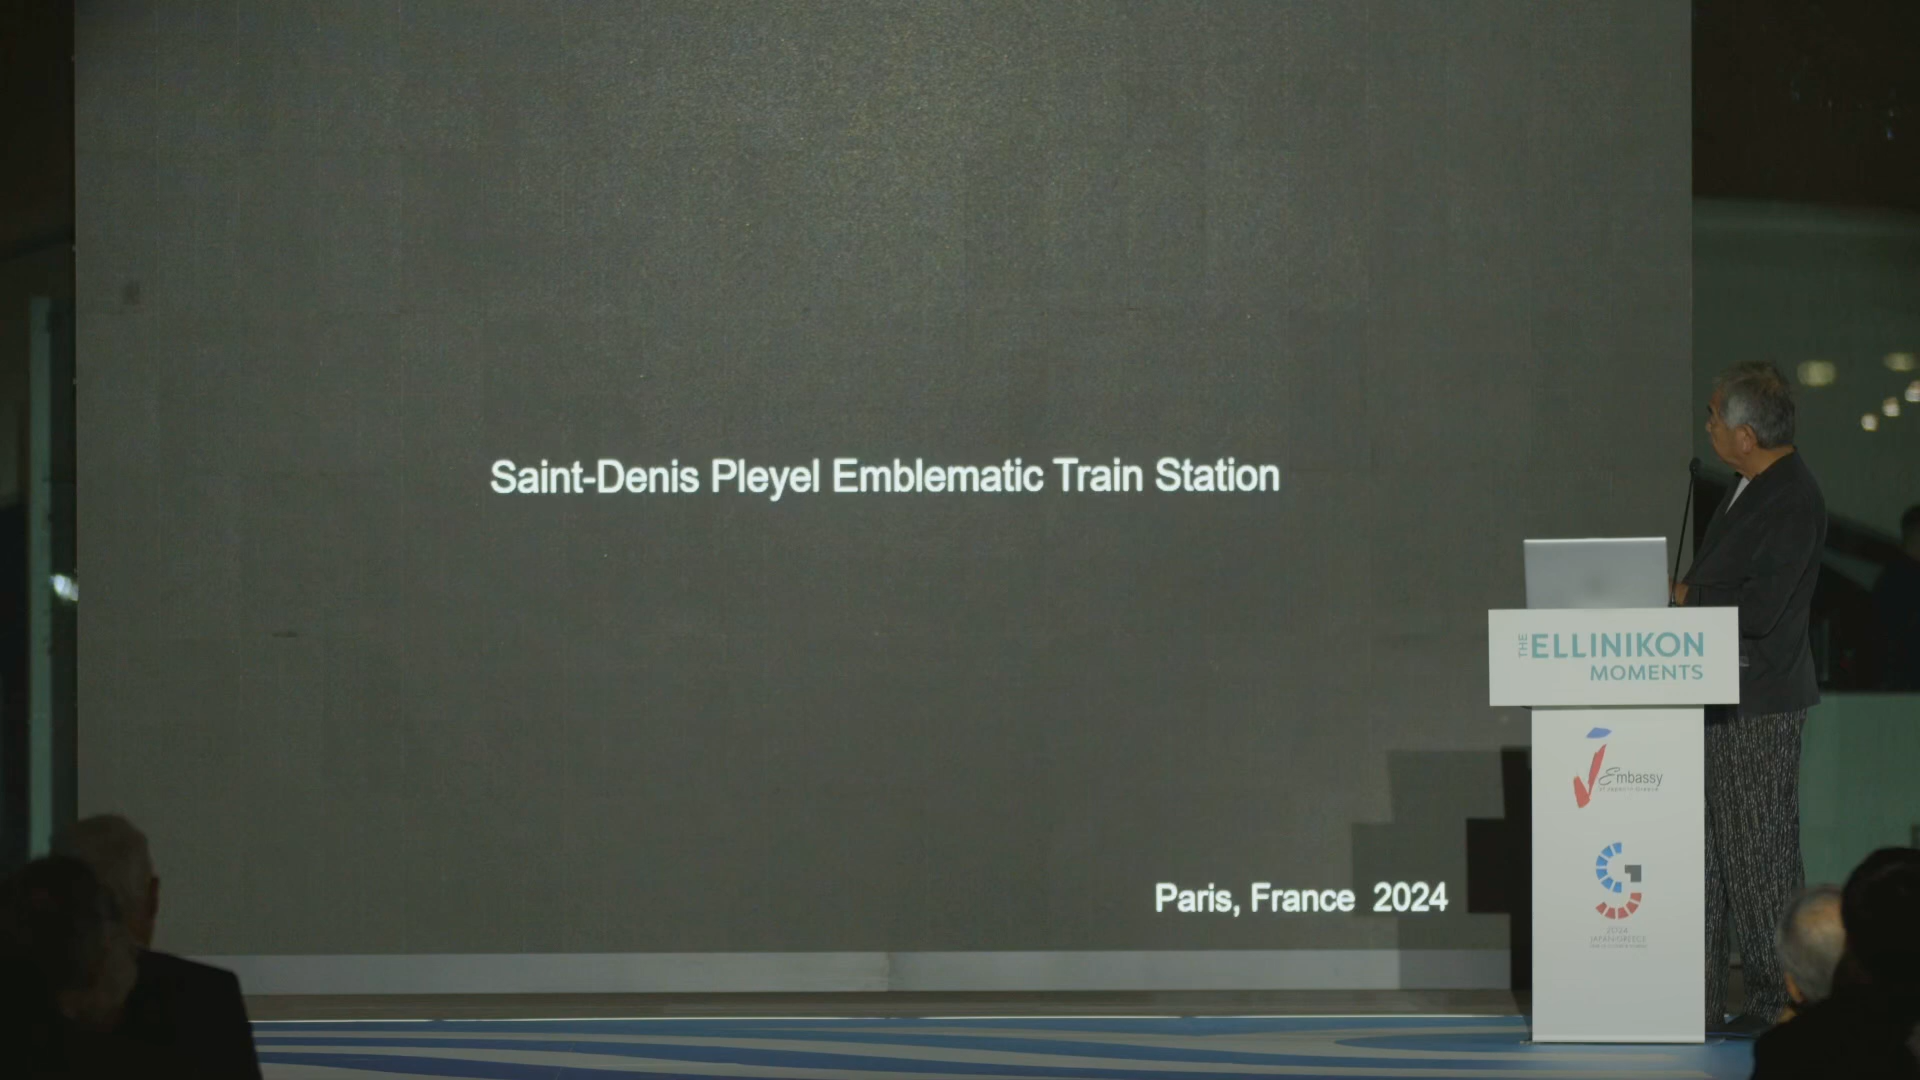 Saint-Denis Pleyel Emblematic Train Station
Paris, France 2024
THE ELLINIKON
MOMENTS
Embassy
2024